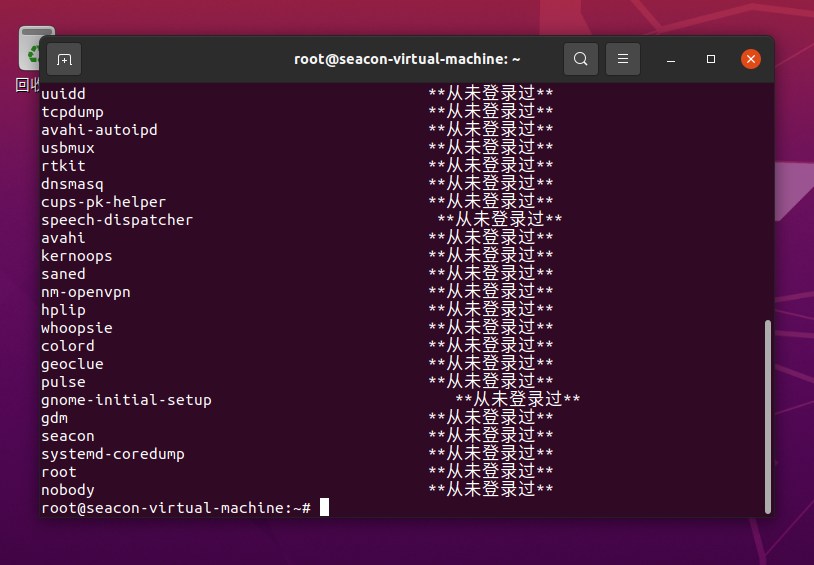 root@seacon-virtual-machine: ~
回收
uuidd **从未登录过**
tcpdump **从未登录过**
avahi-autoipd **从未登录过**
usbmux **从未登录过**
rtkit **从未登录过**
dnsmasq **从未登录过**
cups-pk-helper **从未登录过**
speech-dispatcher **从未登录过**
avahi **从未登录过**
kernoops **从未登录过**
saned **从未登录过**
nm-openvpn **从未登录过**
hplip **从未登录过**
whoopsie **从未登录过**
colord **从未登录过**
geoclue **从未登录过**
pulse **从未登录过**
gnome-initial-setup **从未登录过**
gdm **从未登录过**
seacon **从未登录过**
systemd-coredump **从未登录过**
root **从未登录过**
nobody **从未登录过**
root@seacon-virtual-machine:~#